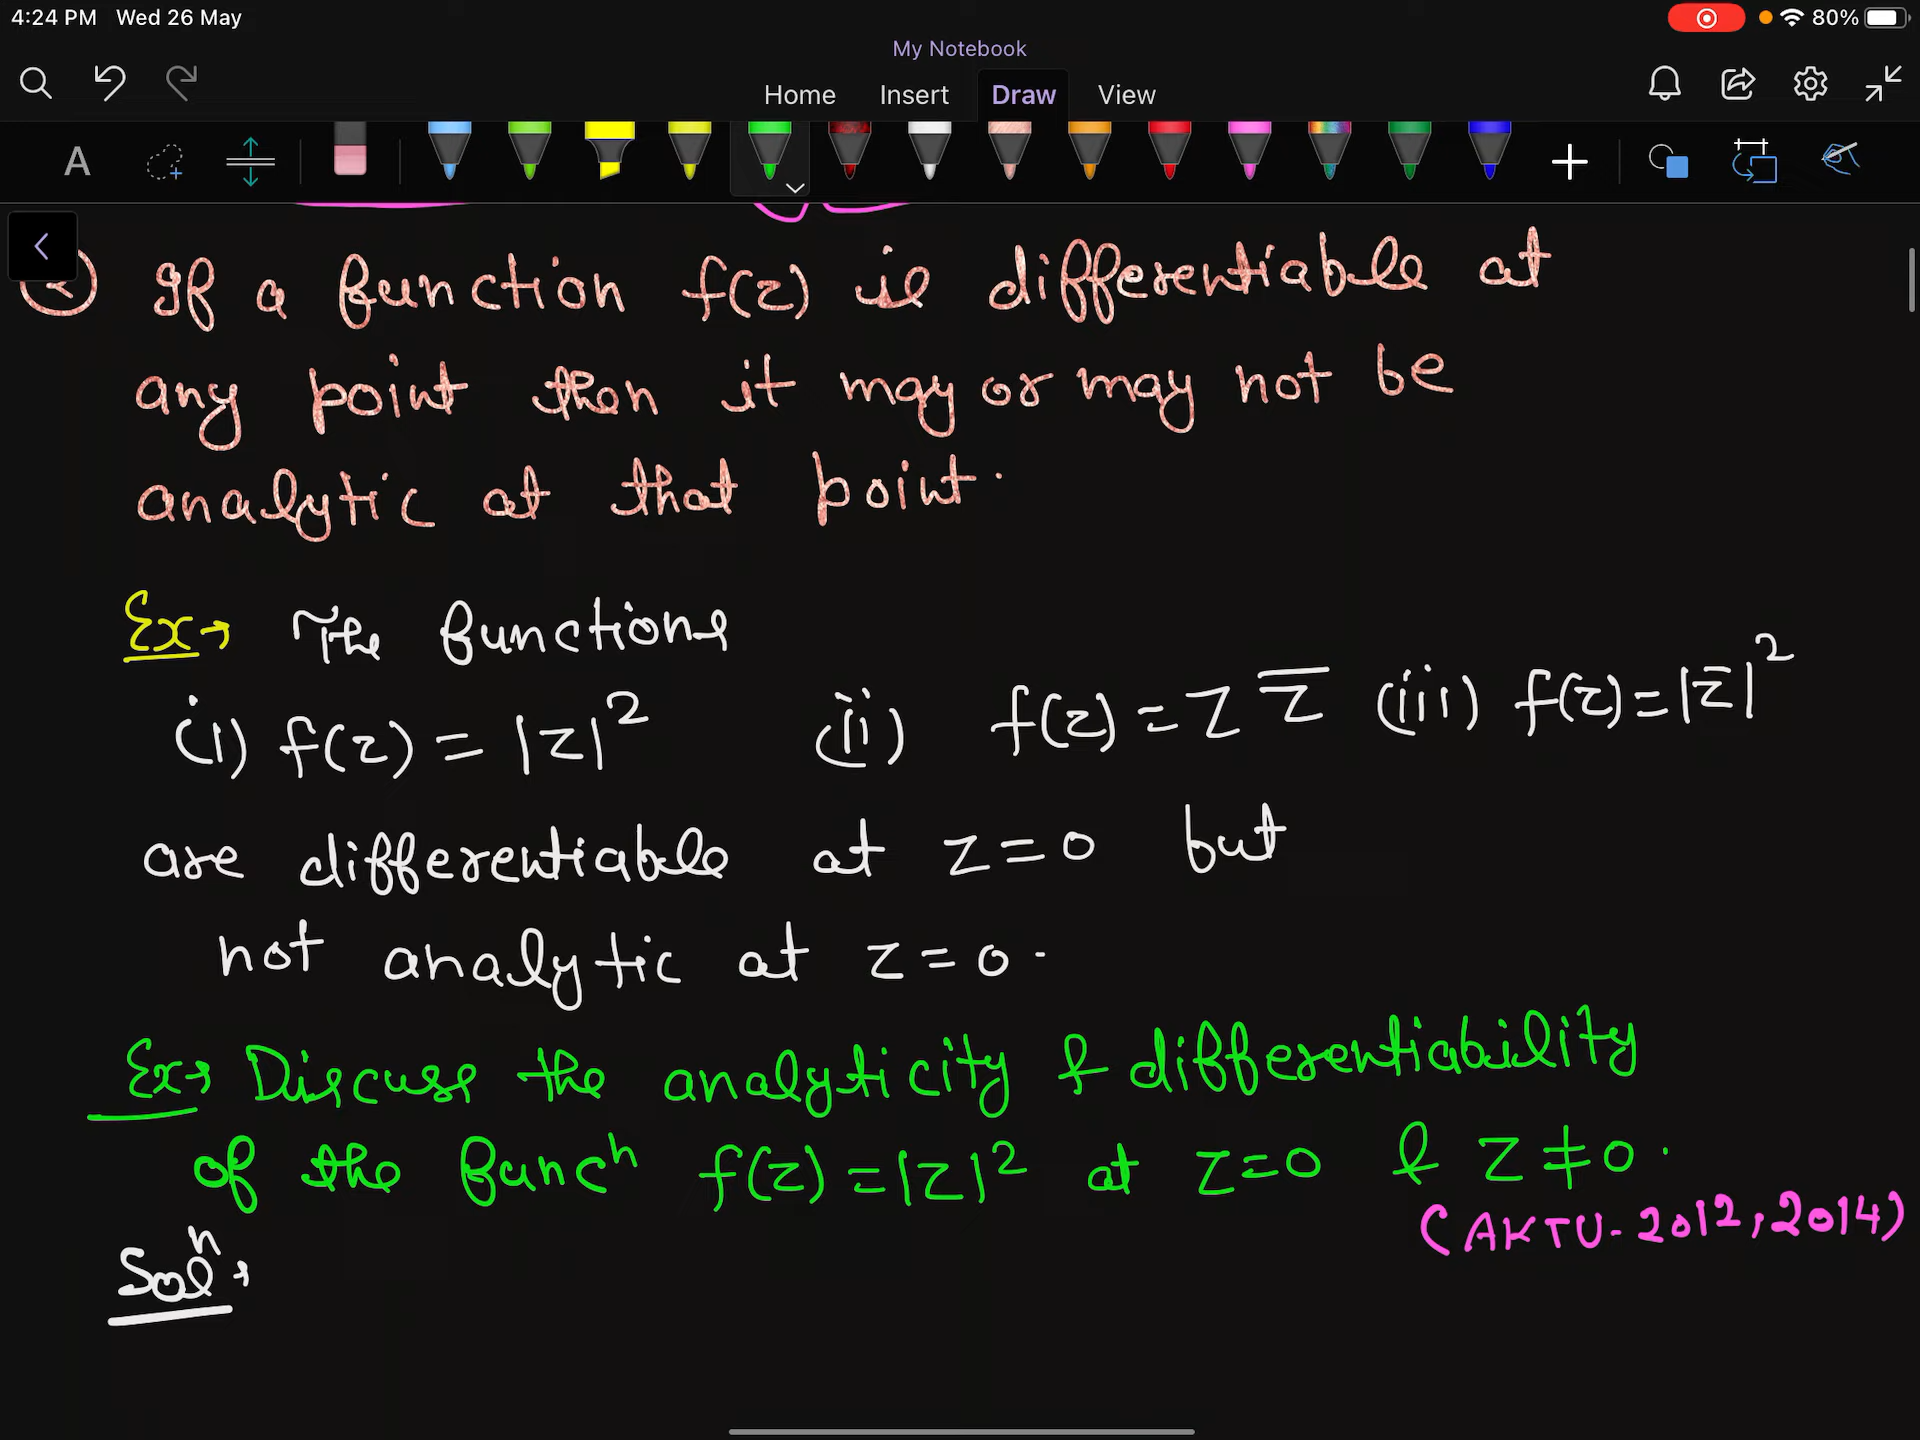 4:24 PM Wed 26 May
80%
My Notebook
Home Insert Draw View
A
If a function f(z) is differentiable at
any point then it may or may not be
analytic at that point.
Ex→ The functions
(i) f(z) = |z|² (ii) f(z) = z z̅ (iii) f(z) = |z̅|²
are differentiable at z=0 but
not analytic at z=0.
Ex→ Discuss the analyticity & differentiability
of the funcⁿ f(z) = |z|² at z=0 & z≠0.
(AKTU-2012, 2014)
Solⁿ→